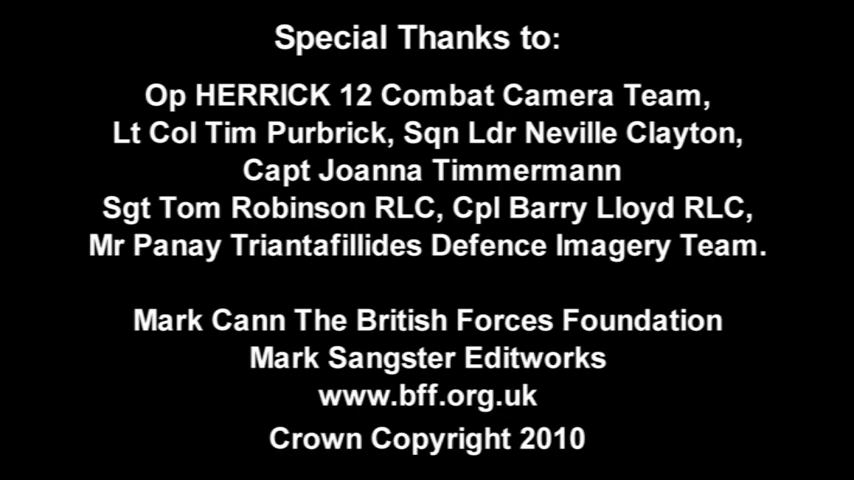 Special Thanks to:
Op HERRICK 12 Combat Camera Team,
Lt Col Tim Purbrick, Sqn Ldr Neville Clayton,
Capt Joanna Timmermann
Sgt Tom Robinson RLC, Cpl Barry Lloyd RLC,
Mr Panay Triantafillides Defence Imagery Team.
Mark Cann The British Forces Foundation
Mark Sangster Editworks
www.bff.org.uk
Crown Copyright 2010